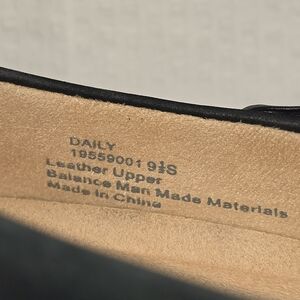 DAILY
19559001 9½S
Leather Upper
Balance Man Made Materials
Made in China